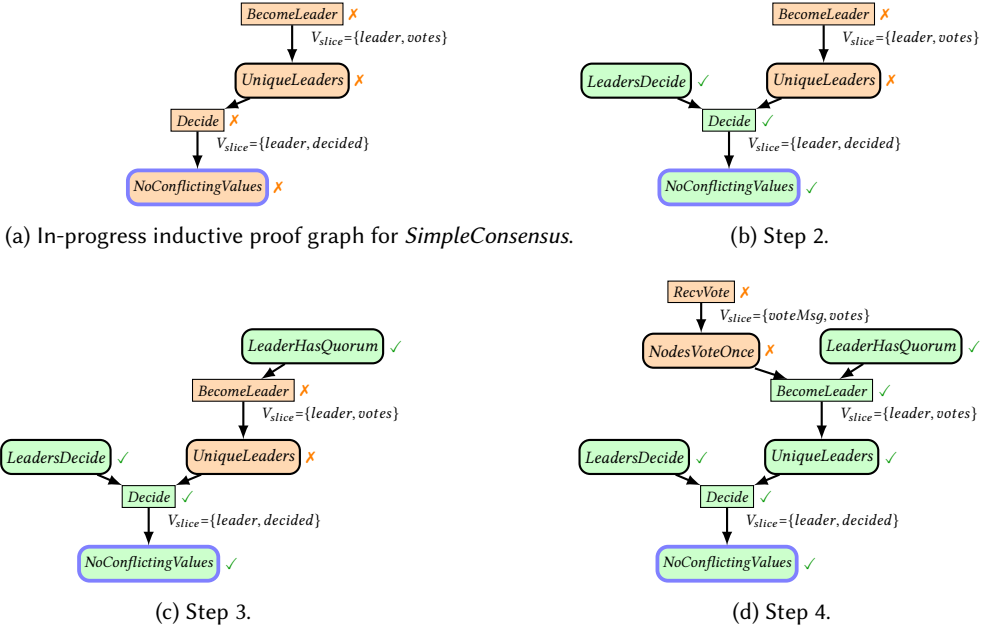 BecomeLeader ✗
V_slice={leader, votes}
UniqueLeaders ✗
Decide ✗
V_slice={leader, decided}
NoConflictingValues ✗
(a) In-progress inductive proof graph for SimpleConsensus.
BecomeLeader ✗
V_slice={leader, votes}
LeadersDecide ✓
UniqueLeaders ✗
Decide ✓
V_slice={leader, decided}
NoConflictingValues ✓
(b) Step 2.
LeaderHasQuorum ✓
BecomeLeader ✗
V_slice={leader, votes}
LeadersDecide ✓
UniqueLeaders ✗
Decide ✓
V_slice={leader, decided}
NoConflictingValues ✓
(c) Step 3.
RecvVote ✗
V_slice={voteMsg, votes}
NodesVoteOnce ✗
LeaderHasQuorum ✓
BecomeLeader ✓
V_slice={leader, votes}
LeadersDecide ✓
UniqueLeaders ✓
Decide ✓
V_slice={leader, decided}
NoConflictingValues ✓
(d) Step 4.